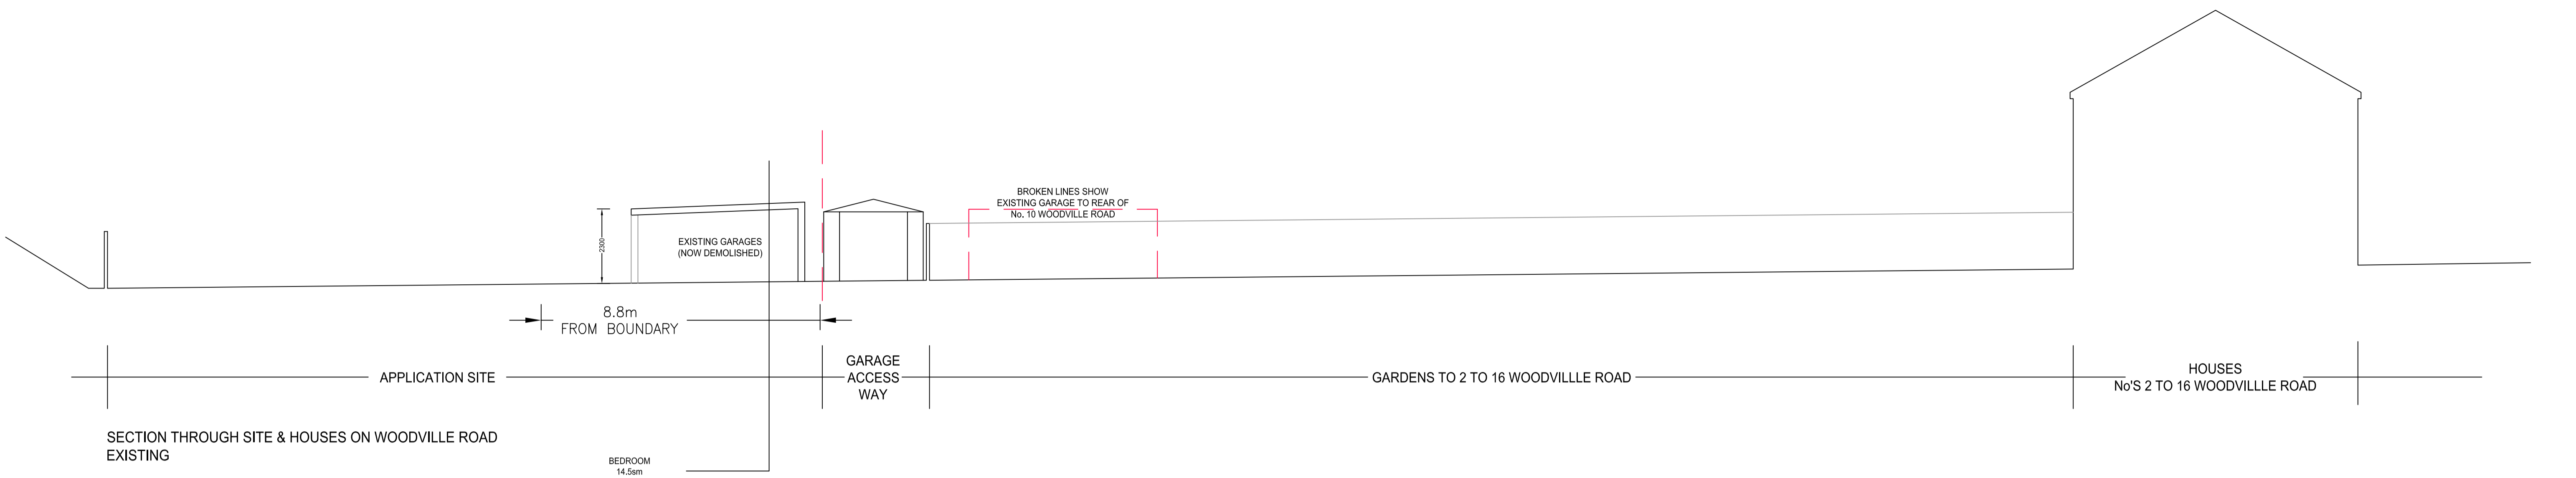 BROKEN LINES SHOW
EXISTING GARAGE TO REAR OF
No. 10 WOODVILLE ROAD
2300
EXISTING GARAGES
(NOW DEMOLISHED)
8.8m
FROM BOUNDARY
APPLICATION SITE
GARAGE
ACCESS
WAY
GARDENS TO 2 TO 16 WOODVILLLE ROAD
HOUSES
No'S 2 TO 16 WOODVILLLE ROAD
SECTION THROUGH SITE & HOUSES ON WOODVILLE ROAD
EXISTING
BEDROOM
14.5sm